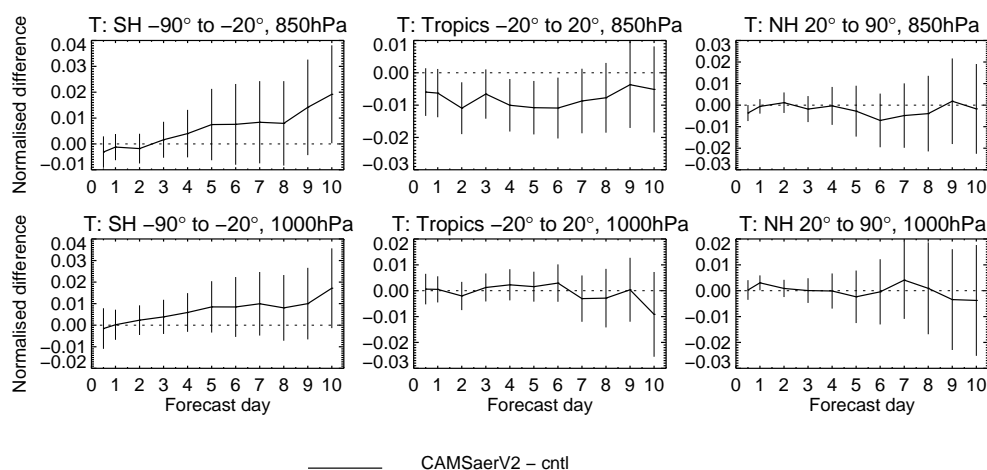 T: SH −90° to −20°, 850hPa
Normalised difference
0.04
0.03
0.02
0.01
0.00
−0.01
0 1 2 3 4 5 6 7 8 9 10
T: Tropics −20° to 20°, 850hPa
0.01
0.00
−0.01
−0.02
−0.03
0 1 2 3 4 5 6 7 8 9 10
T: NH 20° to 90°, 850hPa
0.03
0.02
0.01
0.00
−0.01
−0.02
−0.03
0 1 2 3 4 5 6 7 8 9 10
T: SH −90° to −20°, 1000hPa
Normalised difference
0.04
0.03
0.02
0.01
0.00
−0.01
−0.02
0 1 2 3 4 5 6 7 8 9 10
Forecast day
T: Tropics −20° to 20°, 1000hPa
0.02
0.01
0.00
−0.01
−0.02
−0.03
0 1 2 3 4 5 6 7 8 9 10
Forecast day
T: NH 20° to 90°, 1000hPa
0.02
0.01
0.00
−0.01
−0.02
−0.03
0 1 2 3 4 5 6 7 8 9 10
Forecast day
CAMSaerV2 − cntl